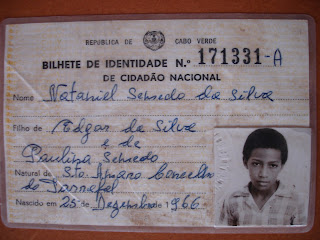 REPUBLICA DE CABO VERDE
BILHETE DE IDENTIDADE N.º 171331-A
DE CIDADÃO NACIONAL
Nome Nataniel Semedo da Silva
Filho de Edgar da Silva
e de
Paulina Semedo
Natural de Sto Amaro Concelho
do Tarrafal
Nascido em 25 de Dezembro de 1966